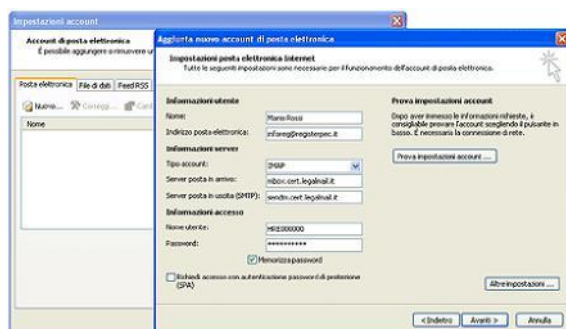 Impostazioni account
Account di posta elettronica
È possibile aggiungere o rimuovere un
Posta elettronica File di dati Feed RSS
Nuovo... Correggi...
Nome
Aggiunta nuovo account di posta elettronica
Impostazioni posta elettronica Internet
Tutte le seguenti impostazioni sono necessarie per il funzionamento dell'account di posta elettronica.
Informazioni utente
Nome: Mario Rossi
Indirizzo posta elettronica: inforeg@registerpec.it
Informazioni server
Tipo account: IMAP
Server posta in arrivo: mbox.cert.legalmail.it
Server posta in uscita (SMTP): sendm.cert.legalmail.it
Informazioni accesso
Nome utente: HRE000000
Password: **********
Memorizza password
Richiedi accesso con autenticazione password di protezione
(SPA)
Prova impostazioni account
Dopo aver immesso le informazioni richieste, è
consigliabile provare l'account scegliendo il pulsante in
basso. È necessaria la connessione di rete.
Prova impostazioni account ...
Altre impostazioni ...
< Indietro Avanti > Annulla